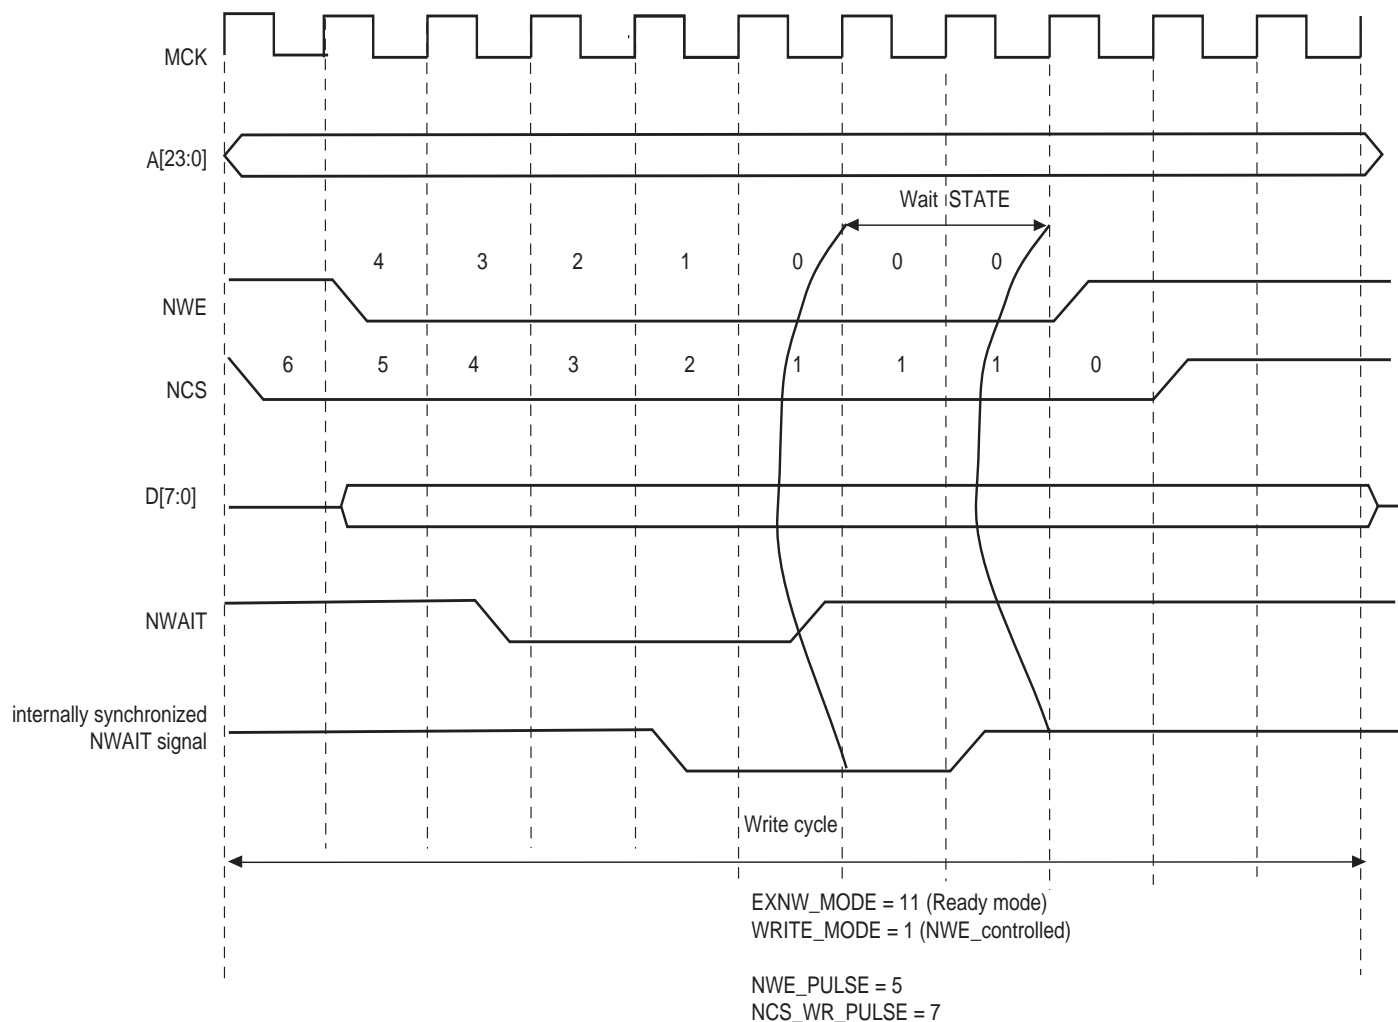 MCK
A[23:0]
Wait STATE
4 3 2 1 0 0 0
NWE
6 5 4 3 2 1 1 1 0
NCS
D[7:0]
NWAIT
internally synchronized
NWAIT signal
Write cycle
EXNW_MODE = 11 (Ready mode)
WRITE_MODE = 1 (NWE_controlled)
NWE_PULSE = 5
NCS_WR_PULSE = 7